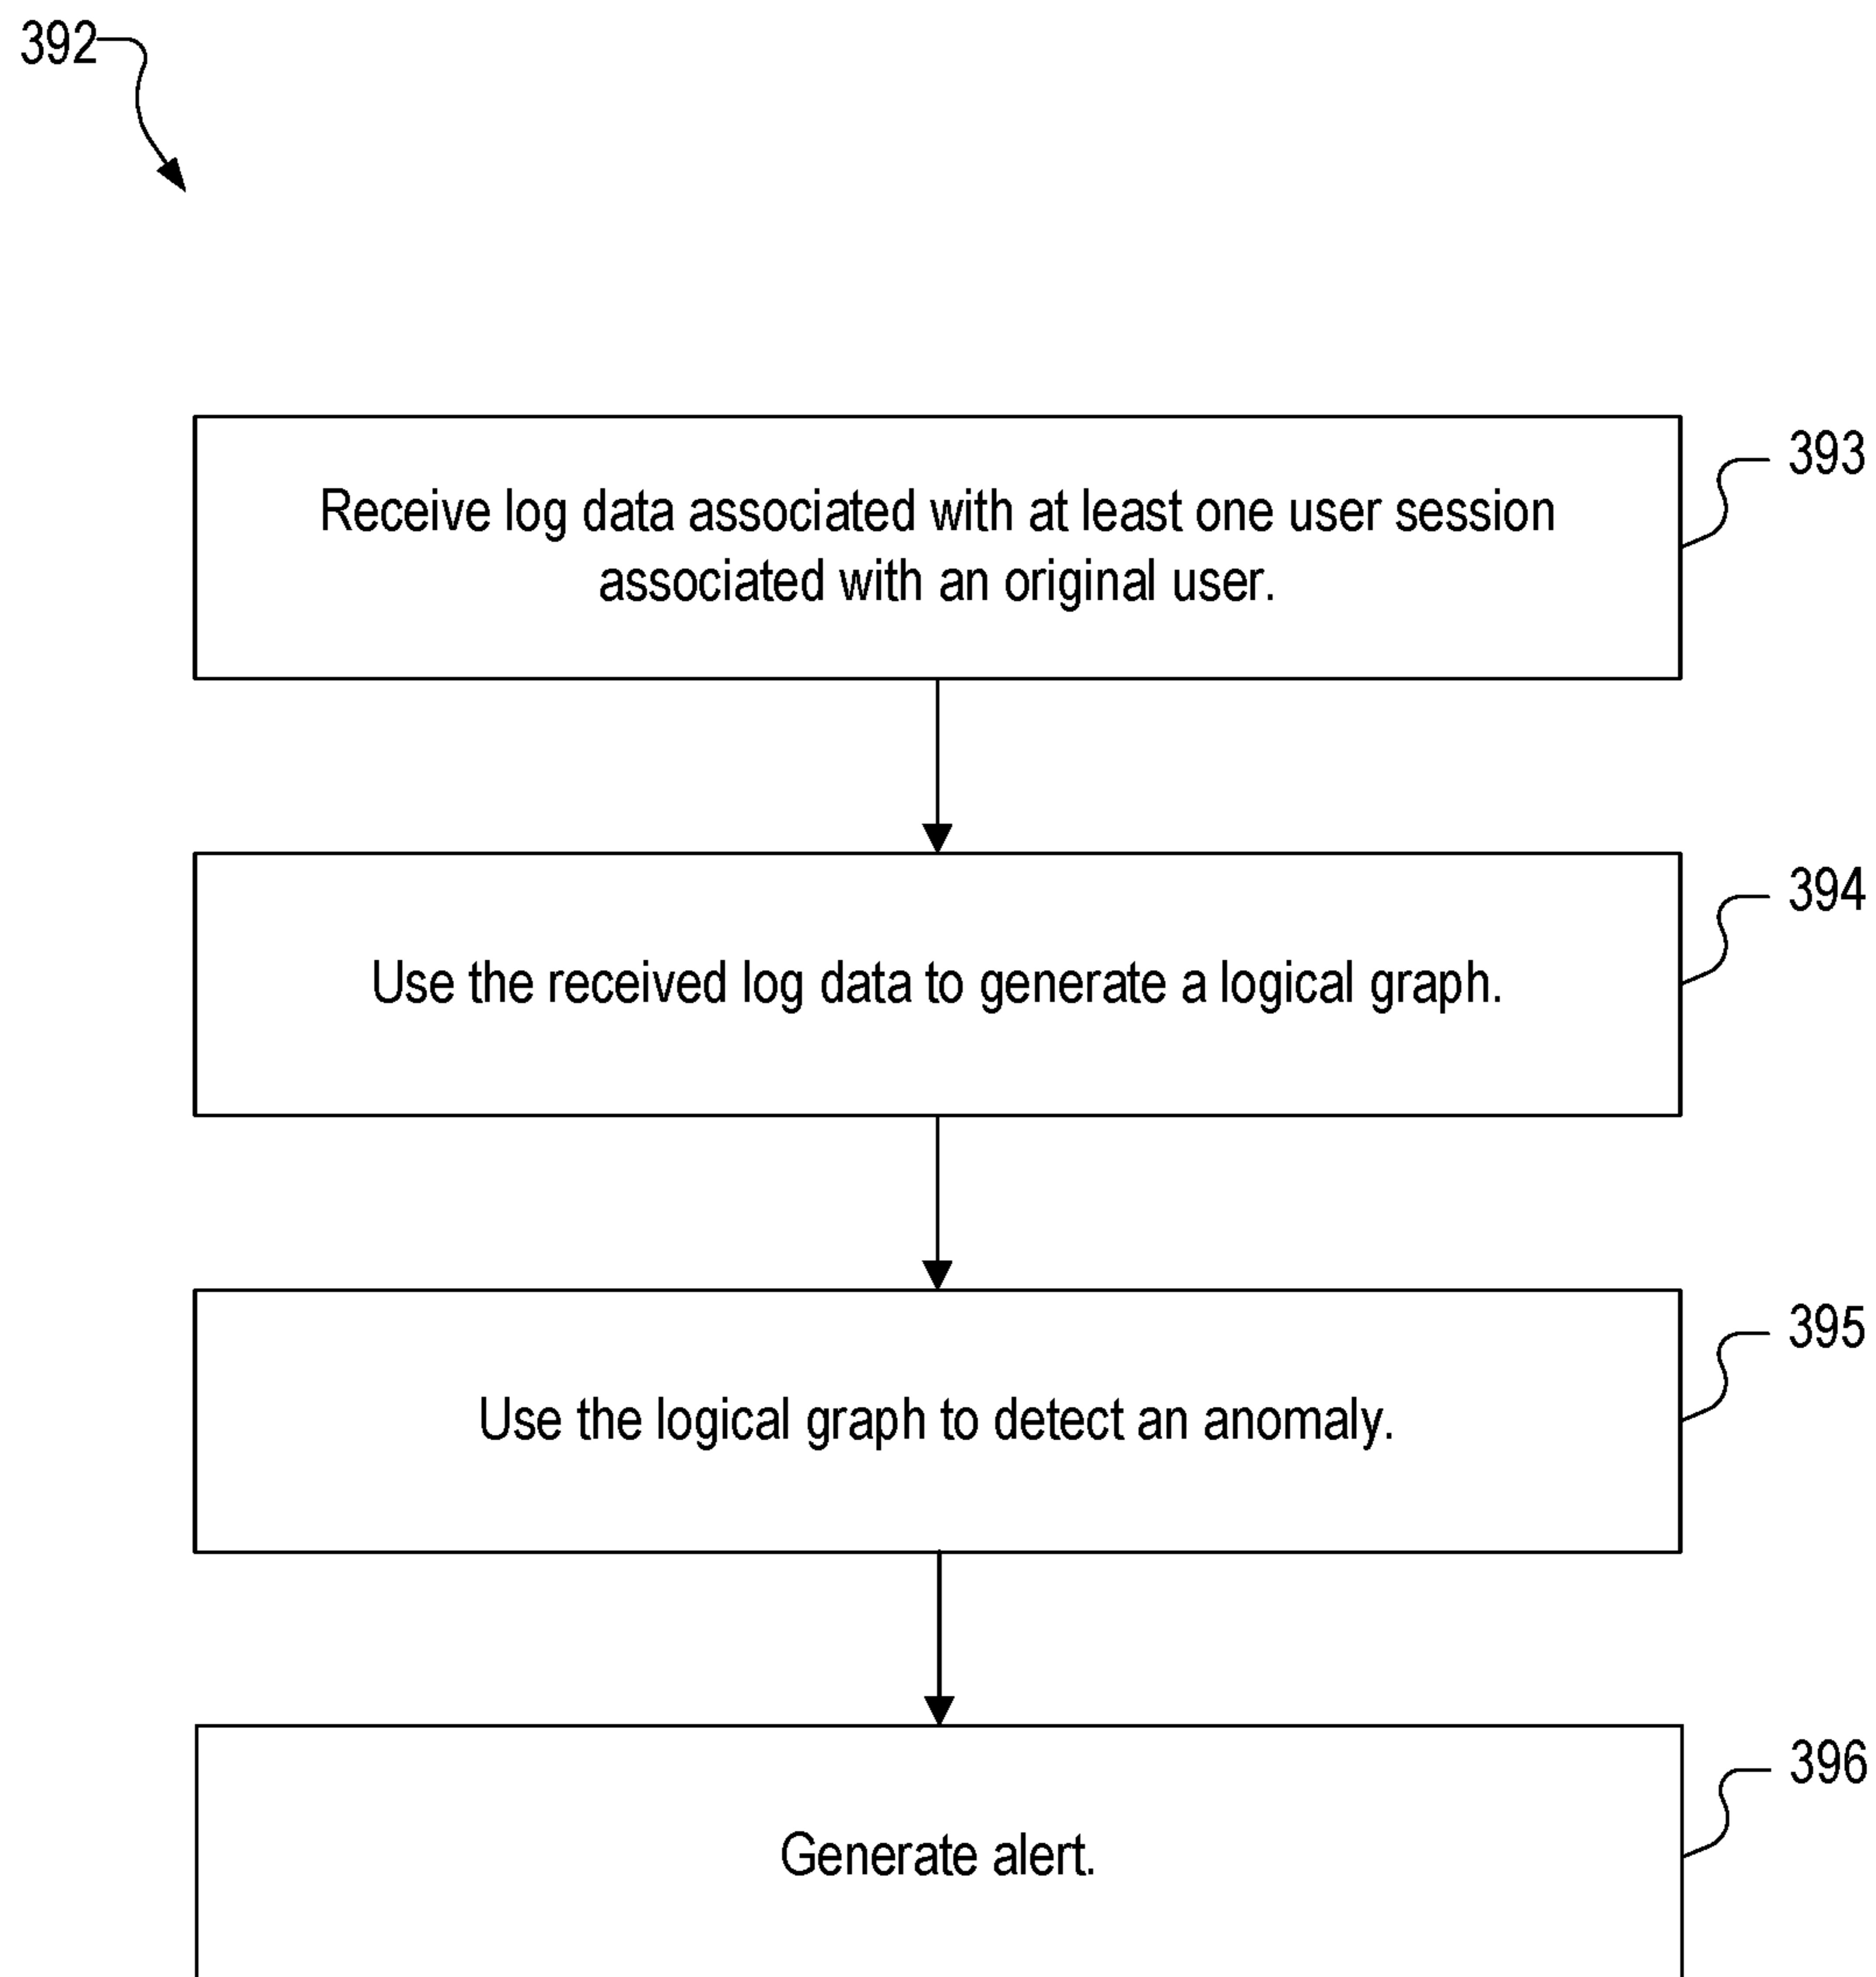 392
393
Receive log data associated with at least one user session
associated with an original user.
394
Use the received log data to generate a logical graph.
395
Use the logical graph to detect an anomaly.
396
Generate alert.